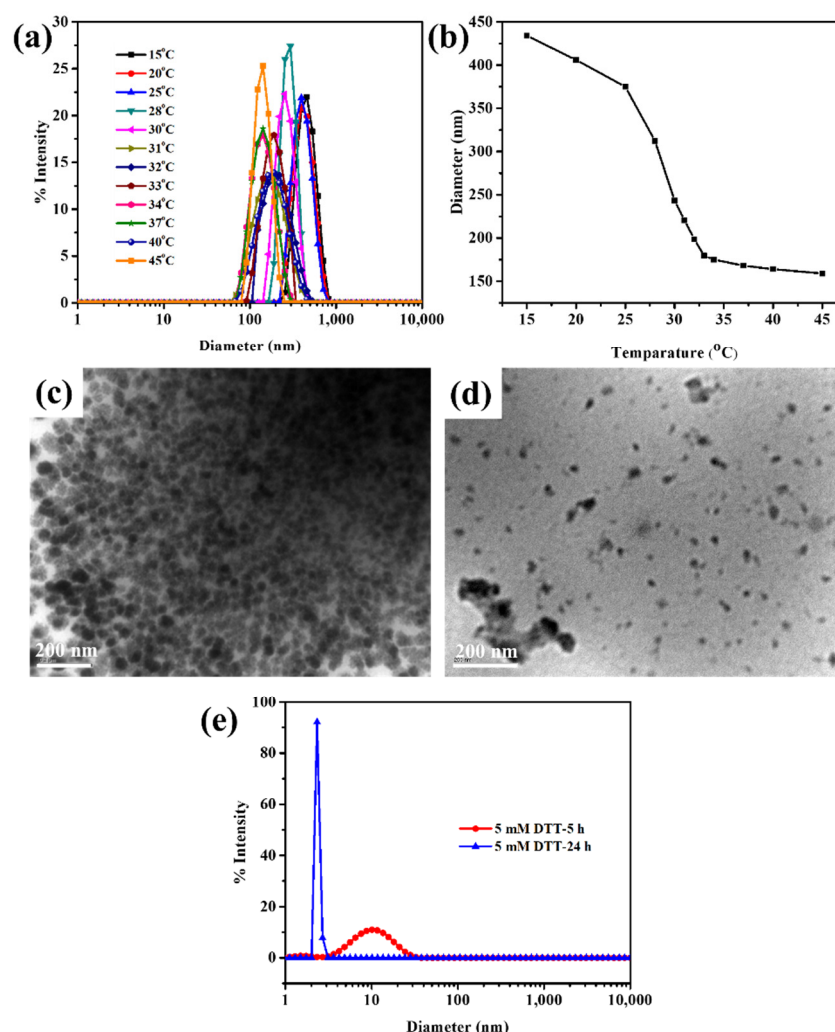 (a)
30
25
20
15
10
5
0
% Intensity
15°C
20°C
25°C
28°C
30°C
31°C
32°C
33°C
34°C
37°C
40°C
45°C
1 10 100 1,000 10,000
Diameter (nm)
(b)
450
400
350
300
250
200
150
Diameter (nm)
15 20 25 30 35 40 45
Temparature (°C)
(c)
200 nm
(d)
200 nm
(e)
100
80
60
40
20
0
% Intensity
5 mM DTT-5 h
5 mM DTT-24 h
1 10 100 1,000 10,000
Diameter (nm)